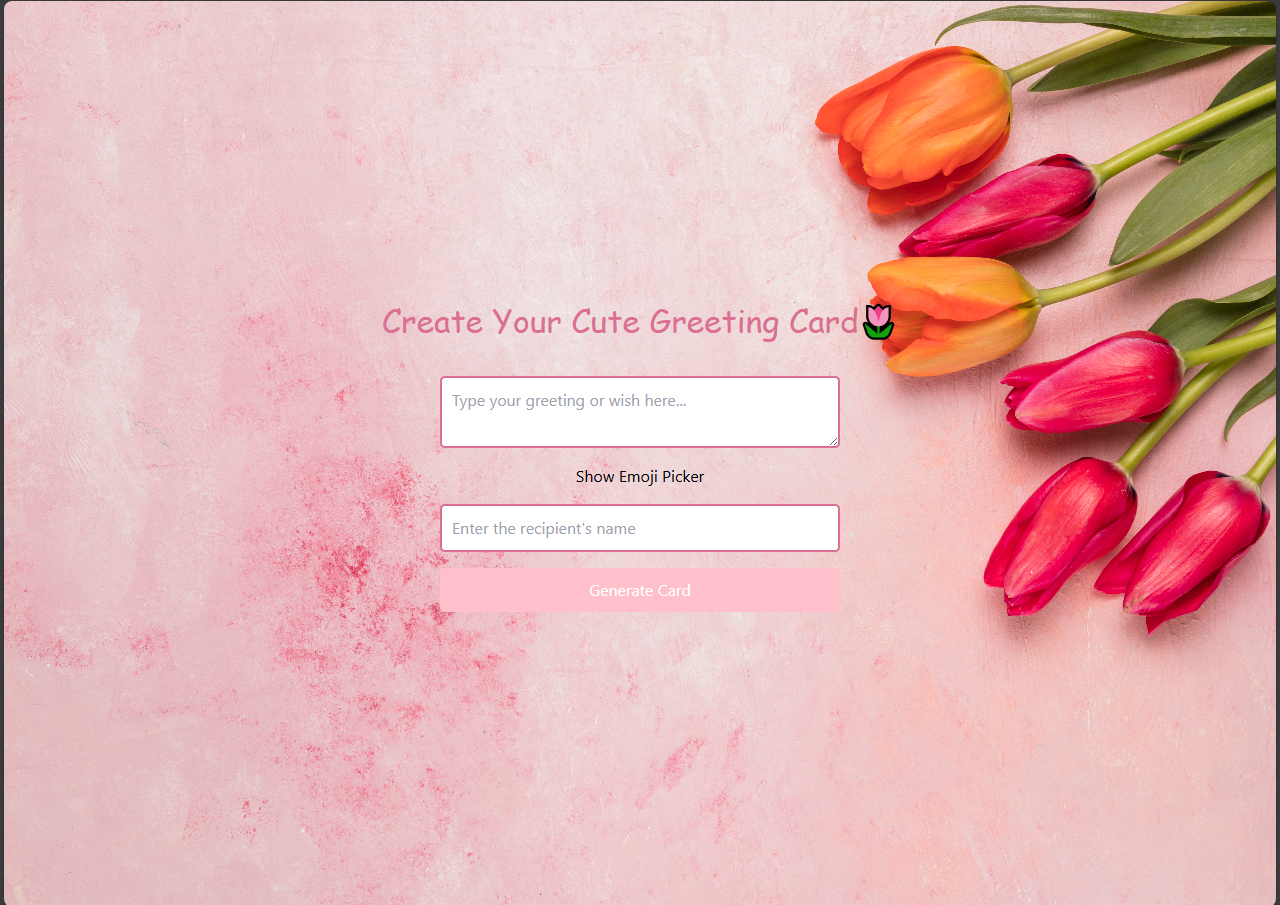 Create Your Cute Greeting Card🌷
Type your greeting or wish here...
Show Emoji Picker
Enter the recipient's name
Generate Card